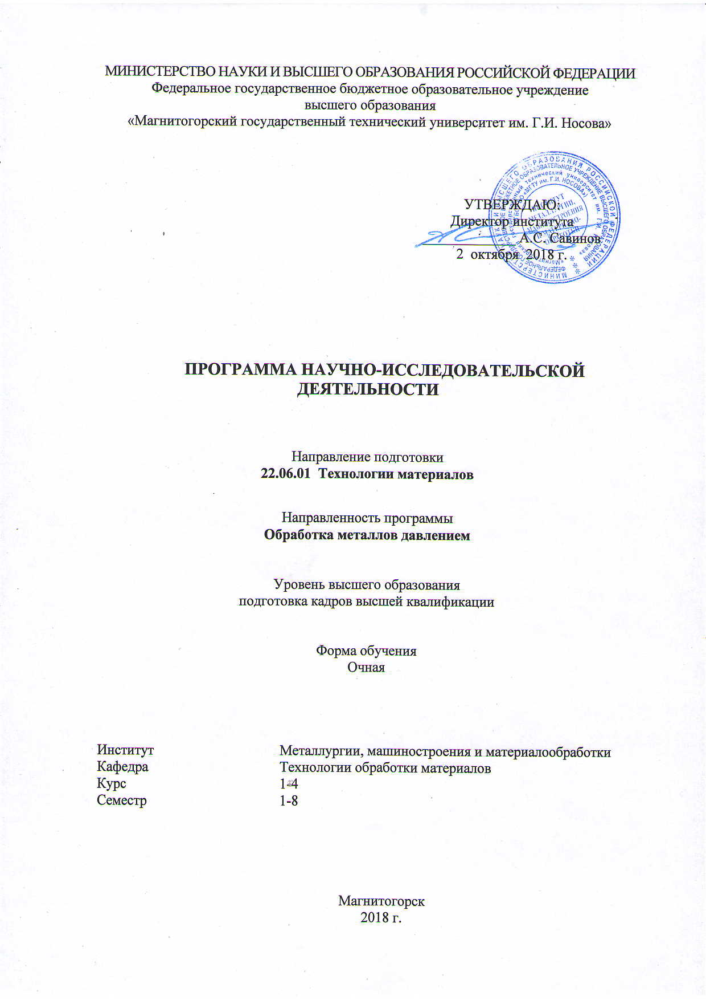 МИНИСТЕРСТВО НАУКИ И ВЫСШЕГО ОБРАЗОВАНИЯ РОССИЙСКОЙ ФЕДЕРАЦИИ
Федеральное государственное бюджетное образовательное учреждение
высшего образования
«Магнитогорский государственный технический университет им. Г.И. Носова»
УТВЕРЖДАЮ:
Директор института
А.С. Савинов
2 октября 2018 г.
ПРОГРАММА НАУЧНО-ИССЛЕДОВАТЕЛЬСКОЙ
ДЕЯТЕЛЬНОСТИ
Направление подготовки
22.06.01 Технологии материалов
Направленность программы
Обработка металлов давлением
Уровень высшего образования
подготовка кадров высшей квалификации
Форма обучения
Очная
Институт Металлургии, машиностроения и материалообработки
Кафедра Технологии обработки материалов
Курс 1-4
Семестр 1-8
Магнитогорск
2018 г.